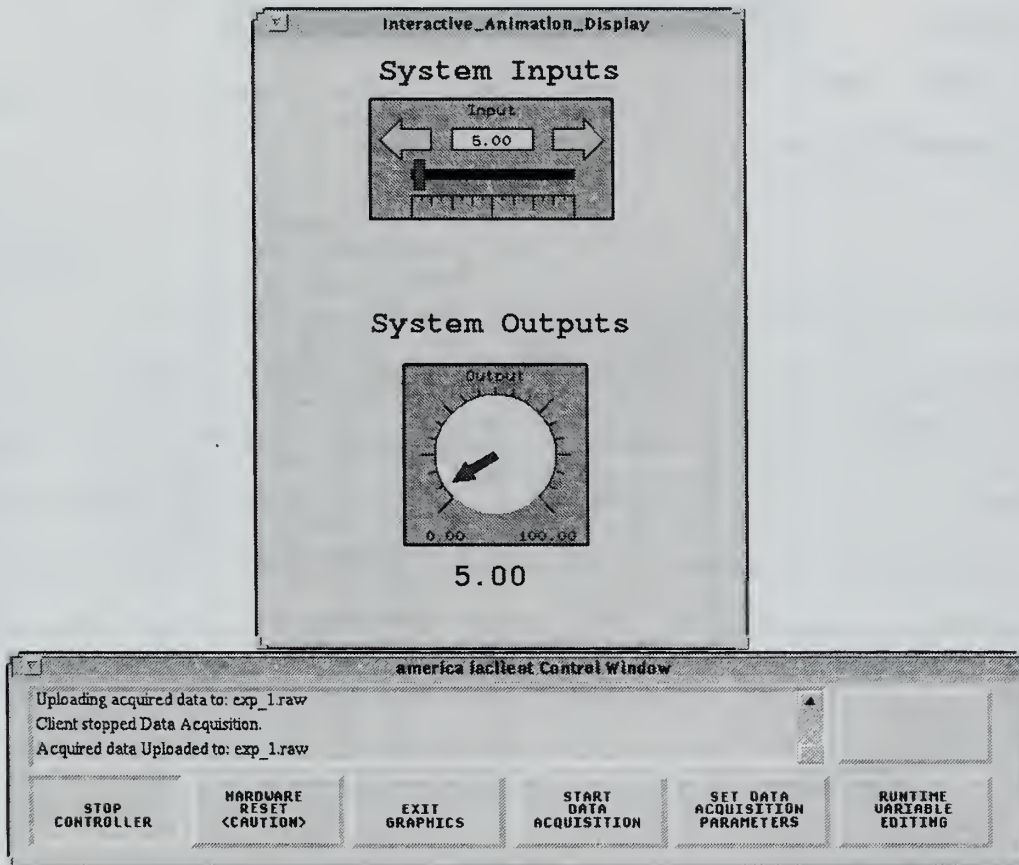 Interactive_Animation_Display
System Inputs
Input
5.00
System Outputs
Output
0.00 100.00
5.00
america iaclient Control Window
Uploading acquired data to: exp_1.raw
Client stopped Data Acquisition.
Acquired data Uploaded to: exp_1.raw
STOP
CONTROLLER
HARDWARE
RESET
<CAUTION>
EXIT
GRAPHICS
START
DATA
ACQUISITION
SET DATA
ACQUISITION
PARAMETERS
RUNTIME
VARIABLE
EDITING